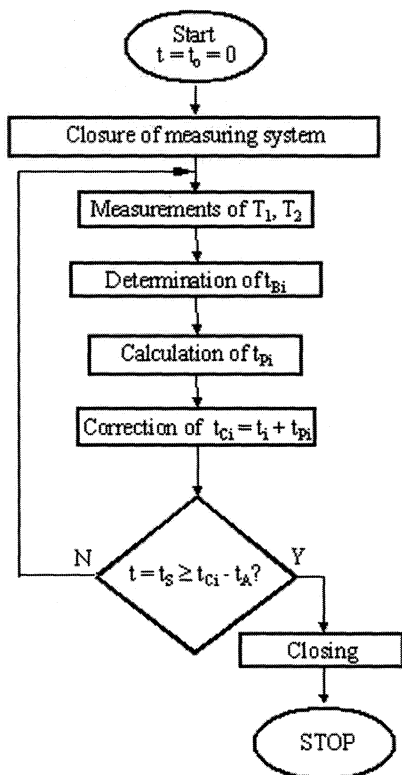 Start
t = t₀ = 0
Closure of measuring system
Measurements of T₁, T₂
Determination of t_Bi
Calculation of t_Pi
Correction of t_Ci = t_i + t_Pi
N
t = t_S ≥ t_Ci - t_A?
Y
Closing
STOP